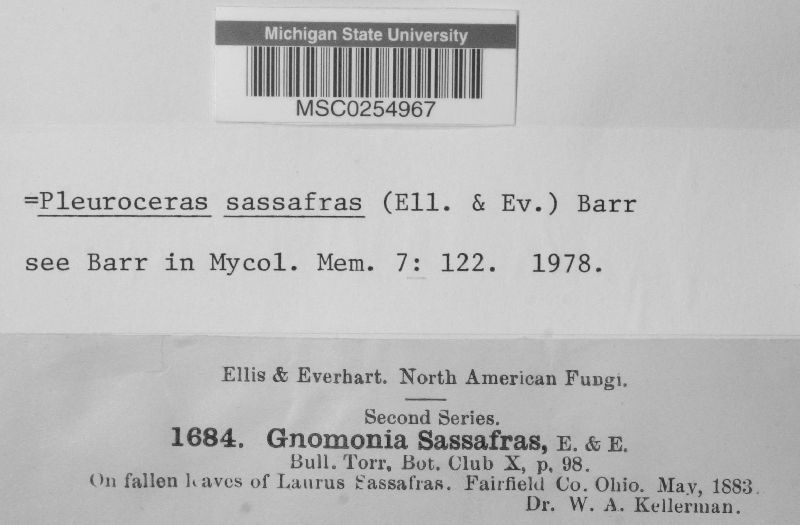 Michigan State University
MSC0254967
=Pleuroceras sassafras (Ell. & Ev.) Barr
see Barr in Mycol. Mem. 7: 122. 1978.
Ellis & Everhart. North American Fungi.
Second Series.
1684. Gnomonia Sassafras, E. & E.
Bull. Torr. Bot. Club X, p. 98.
On fallen leaves of Laurus Sassafras. Fairfield Co. Ohio. May, 1883.
Dr. W. A. Kellerman.